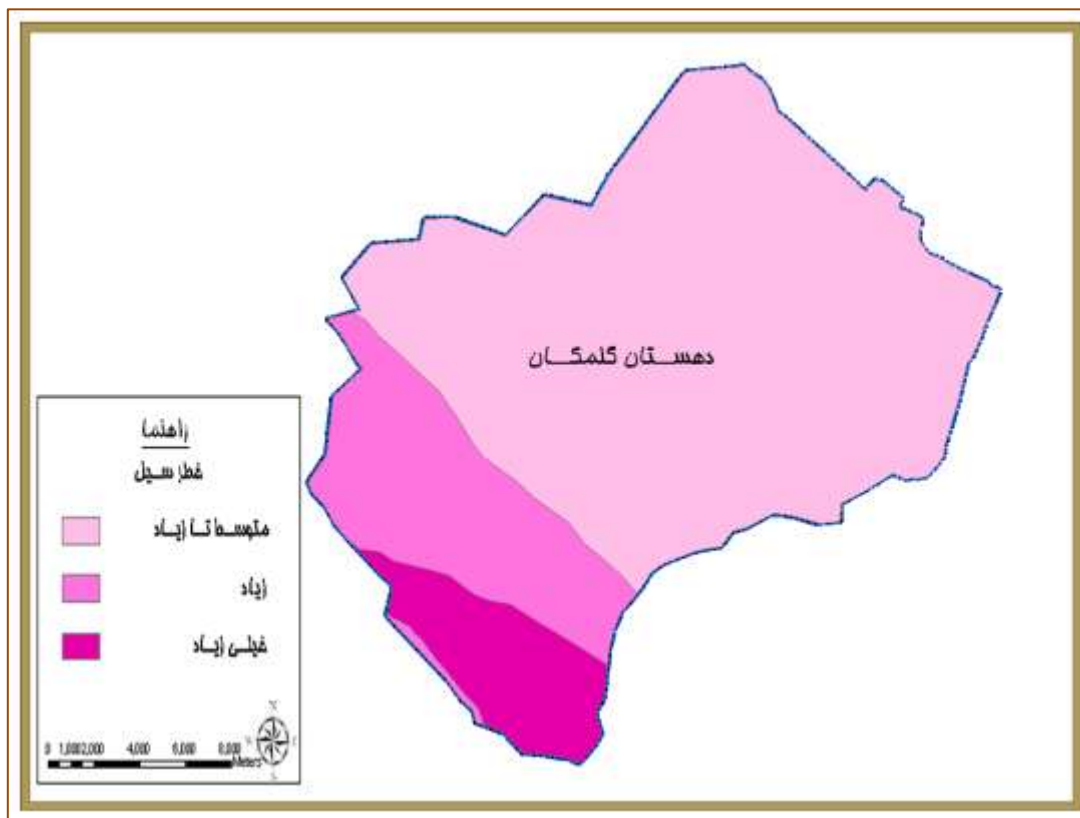 دهستان گلمکان
راهنما
خطر سیل
متوسط تا زیاد
زیاد
خیلی زیاد
0 1,000 2,000 4,000 6,000 8,000
Meters